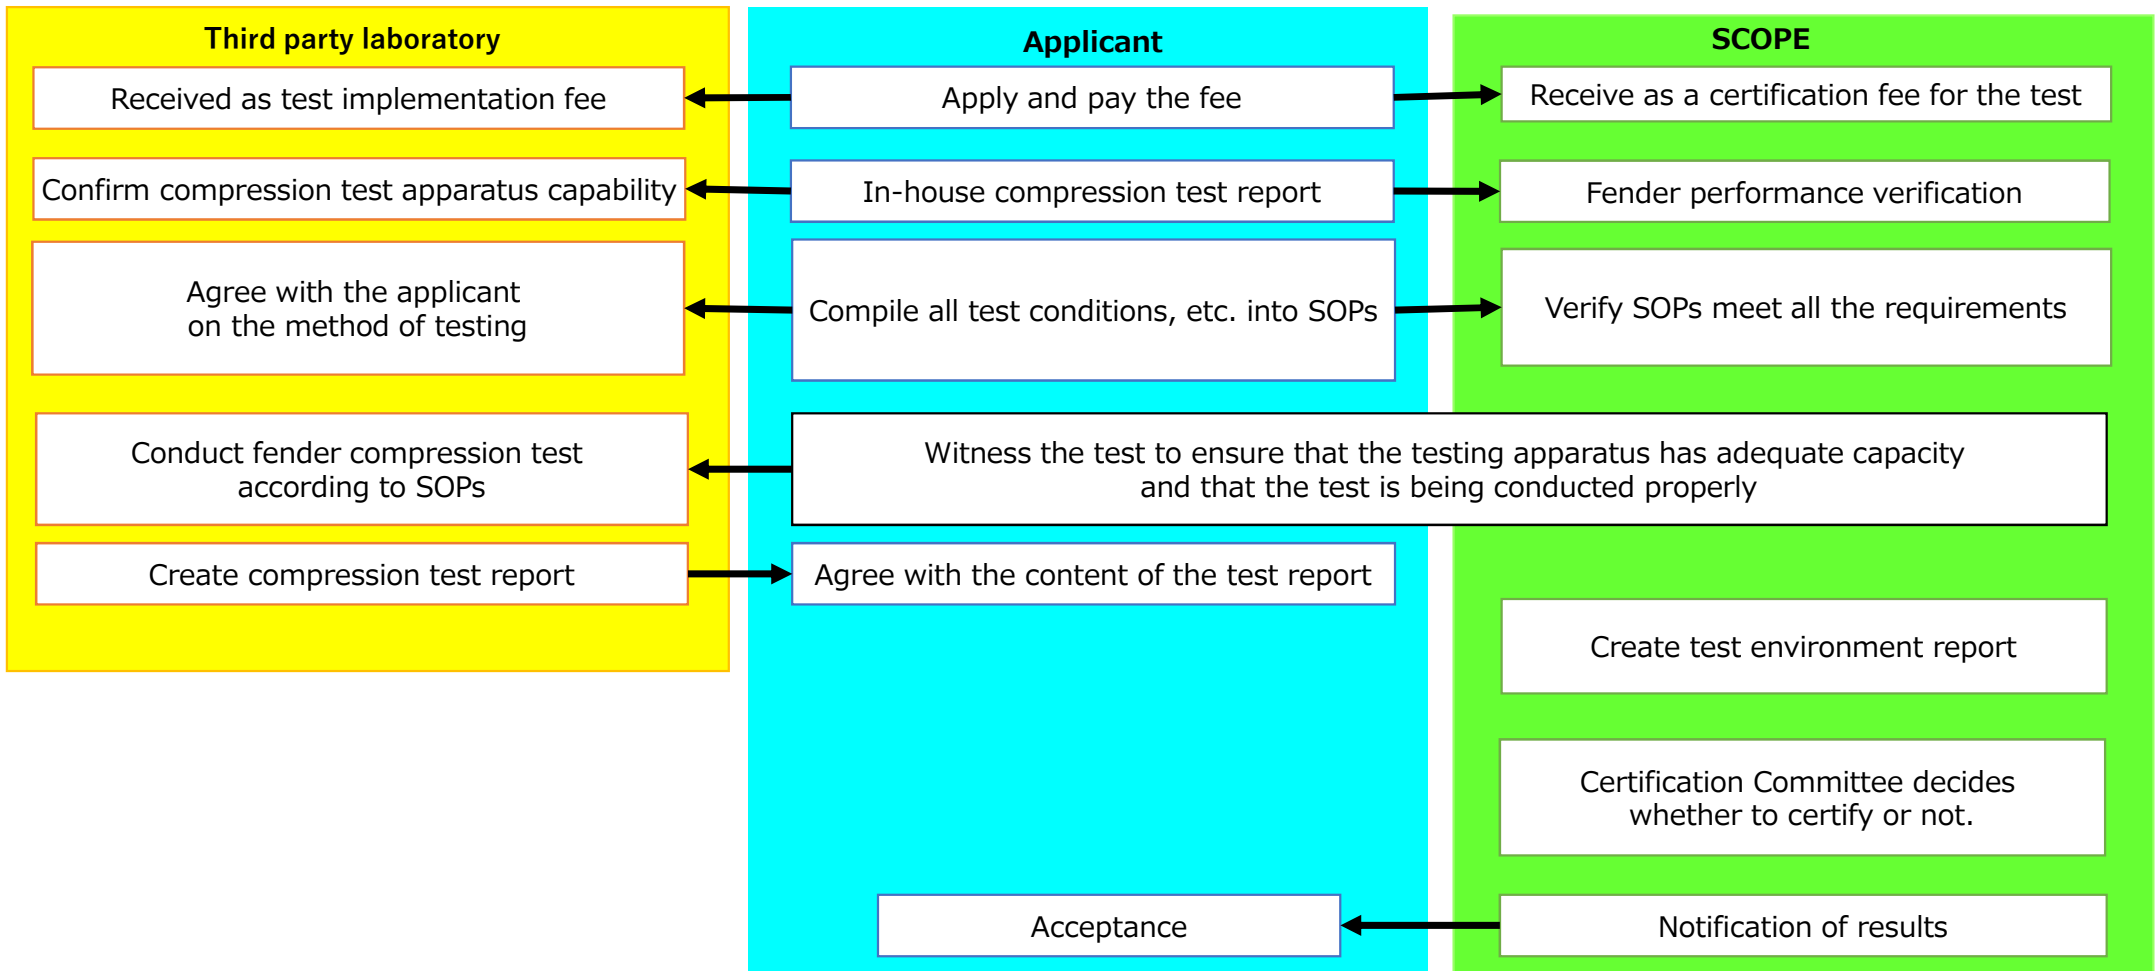 Third party laboratory
Applicant
SCOPE
Received as test implementation fee
Apply and pay the fee
Receive as a certification fee for the test
Confirm compression test apparatus capability
In-house compression test report
Fender performance verification
Agree with the applicant
on the method of testing
Compile all test conditions, etc. into SOPs
Verify SOPs meet all the requirements
Conduct fender compression test
according to SOPs
Witness the test to ensure that the testing apparatus has adequate capacity
and that the test is being conducted properly
Create compression test report
Agree with the content of the test report
Create test environment report
Certification Committee decides
whether to certify or not.
Acceptance
Notification of results